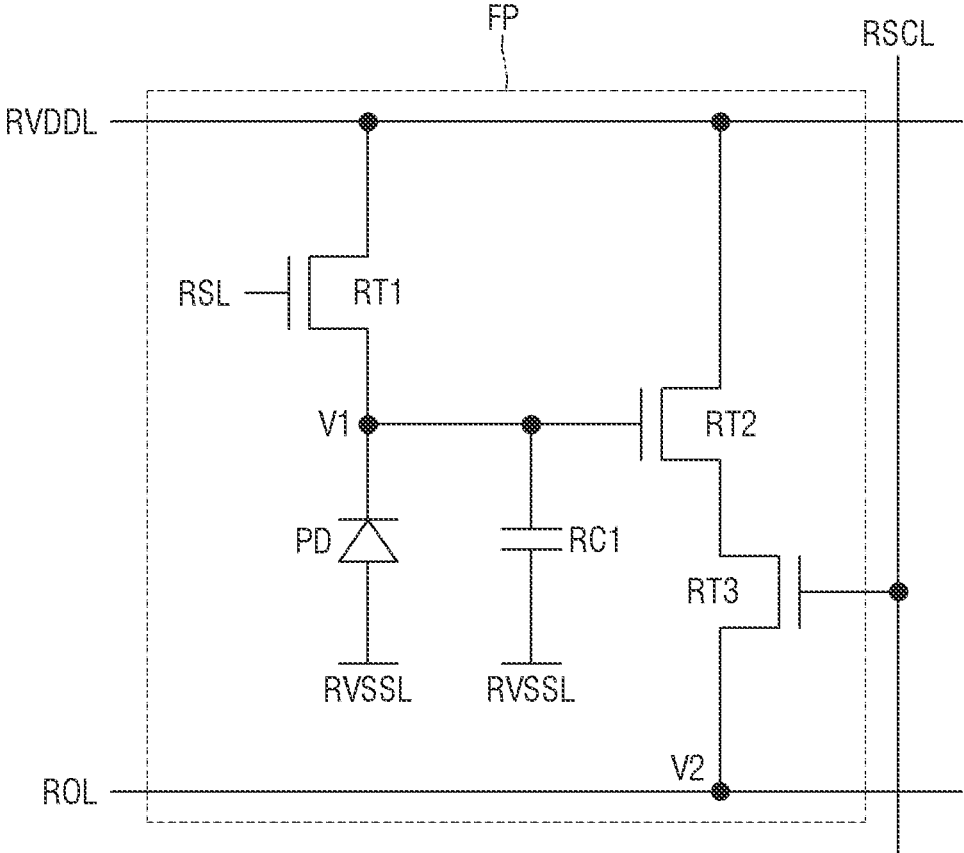 FP
RSCL
RVDDL
RSL
RT1
V1
RT2
PD
RC1
RT3
RVSSL
RVSSL
V2
ROL